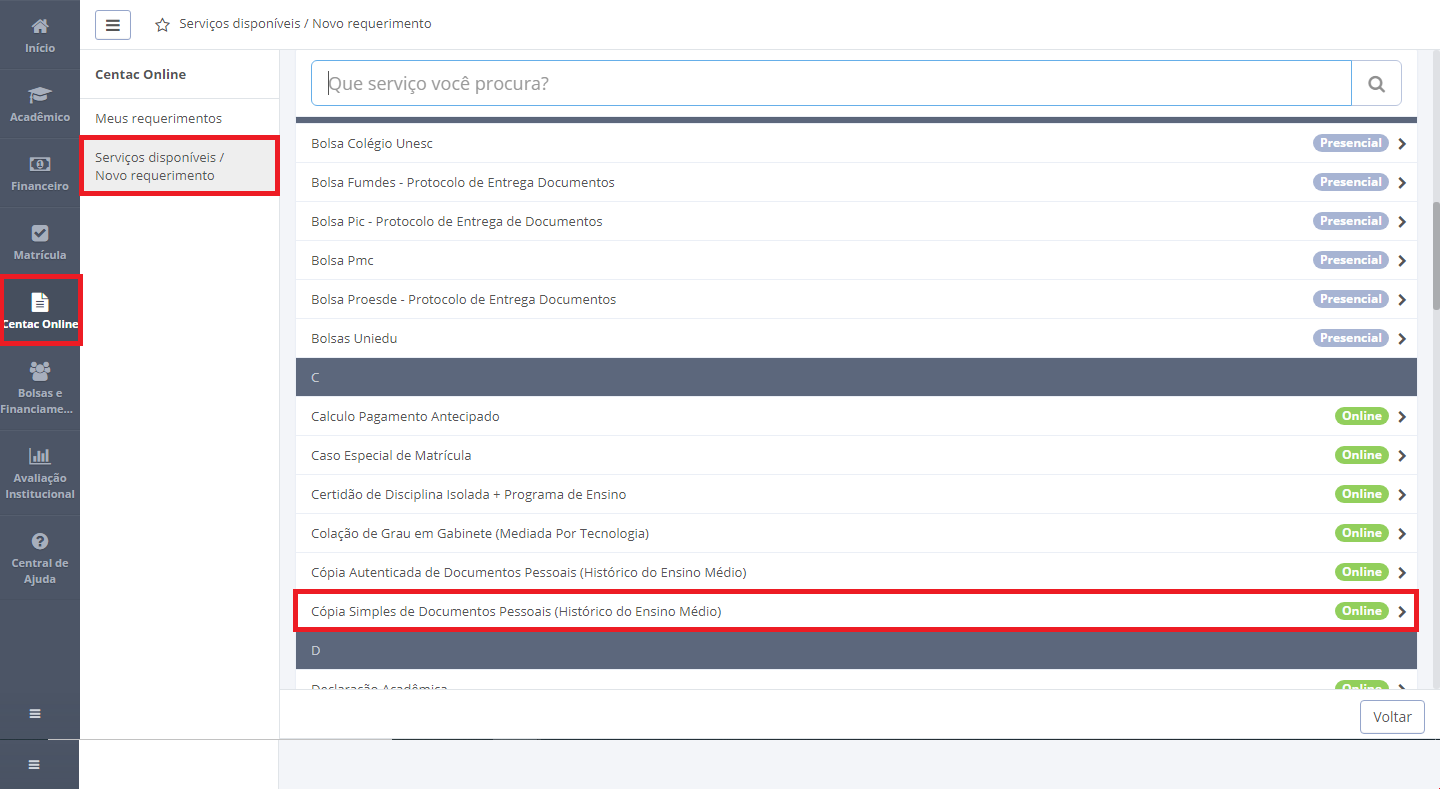 Início
Acadêmico
Financeiro
Matrícula
Centac Online
Bolsas e
Financiame...
Avaliação
Institucional
Central de
Ajuda
Serviços disponíveis / Novo requerimento
Centac Online
Meus requerimentos
Serviços disponíveis /
Novo requerimento
Que serviço você procura?
Bolsa Colégio Unesc Presencial
Bolsa Fumdes - Protocolo de Entrega Documentos Presencial
Bolsa Pic - Protocolo de Entrega de Documentos Presencial
Bolsa Pmc Presencial
Bolsa Proesde - Protocolo de Entrega Documentos Presencial
Bolsas Uniedu Presencial
C
Calculo Pagamento Antecipado Online
Caso Especial de Matrícula Online
Certidão de Disciplina Isolada + Programa de Ensino Online
Colação de Grau em Gabinete (Mediada Por Tecnologia) Online
Cópia Autenticada de Documentos Pessoais (Histórico do Ensino Médio) Online
Cópia Simples de Documentos Pessoais (Histórico do Ensino Médio) Online
D
Declaração Acadêmica Online
Voltar